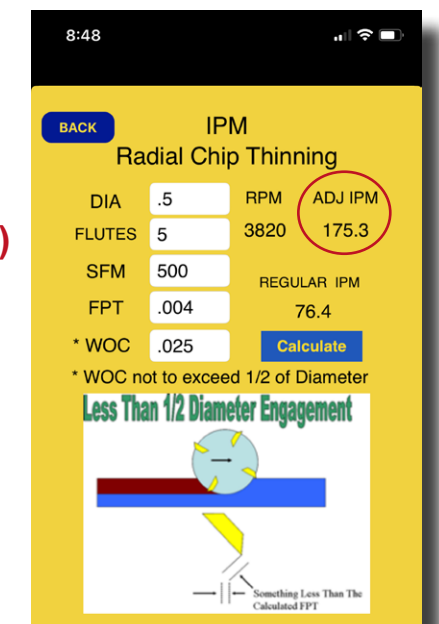 8:48
BACK
IPM
Radial Chip Thinning
)
DIA .5 RPM ADJ IPM
FLUTES 5 3820 175.3
SFM 500 REGULAR IPM
FPT .004 76.4
* WOC .025 Calculate
* WOC not to exceed 1/2 of Diameter
Less Than 1/2 Diameter Engagement
Something Less Than The
Calculated FPT